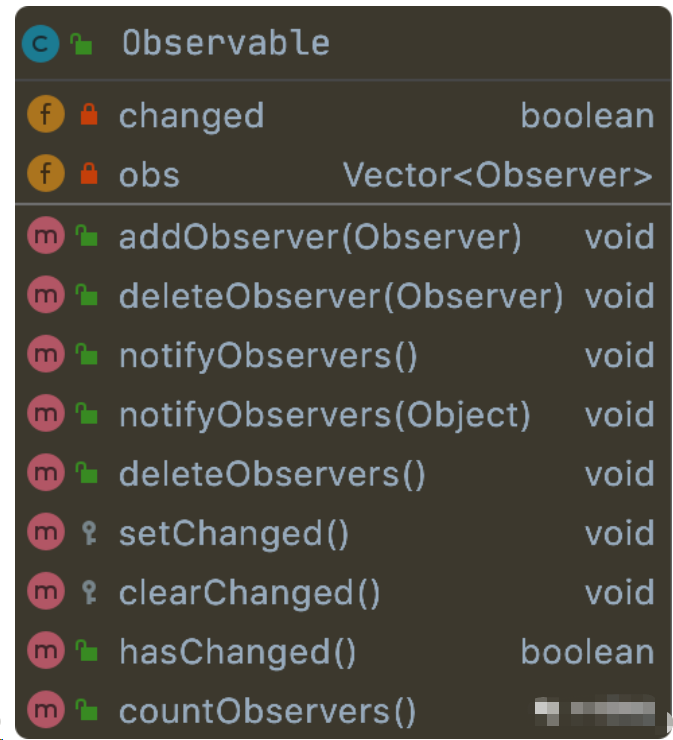 C Observable
f changed boolean
f obs Vector<Observer>
m addObserver(Observer) void
m deleteObserver(Observer) void
m notifyObservers() void
m notifyObservers(Object) void
m deleteObservers() void
m setChanged() void
m clearChanged() void
m hasChanged() boolean
m countObservers()